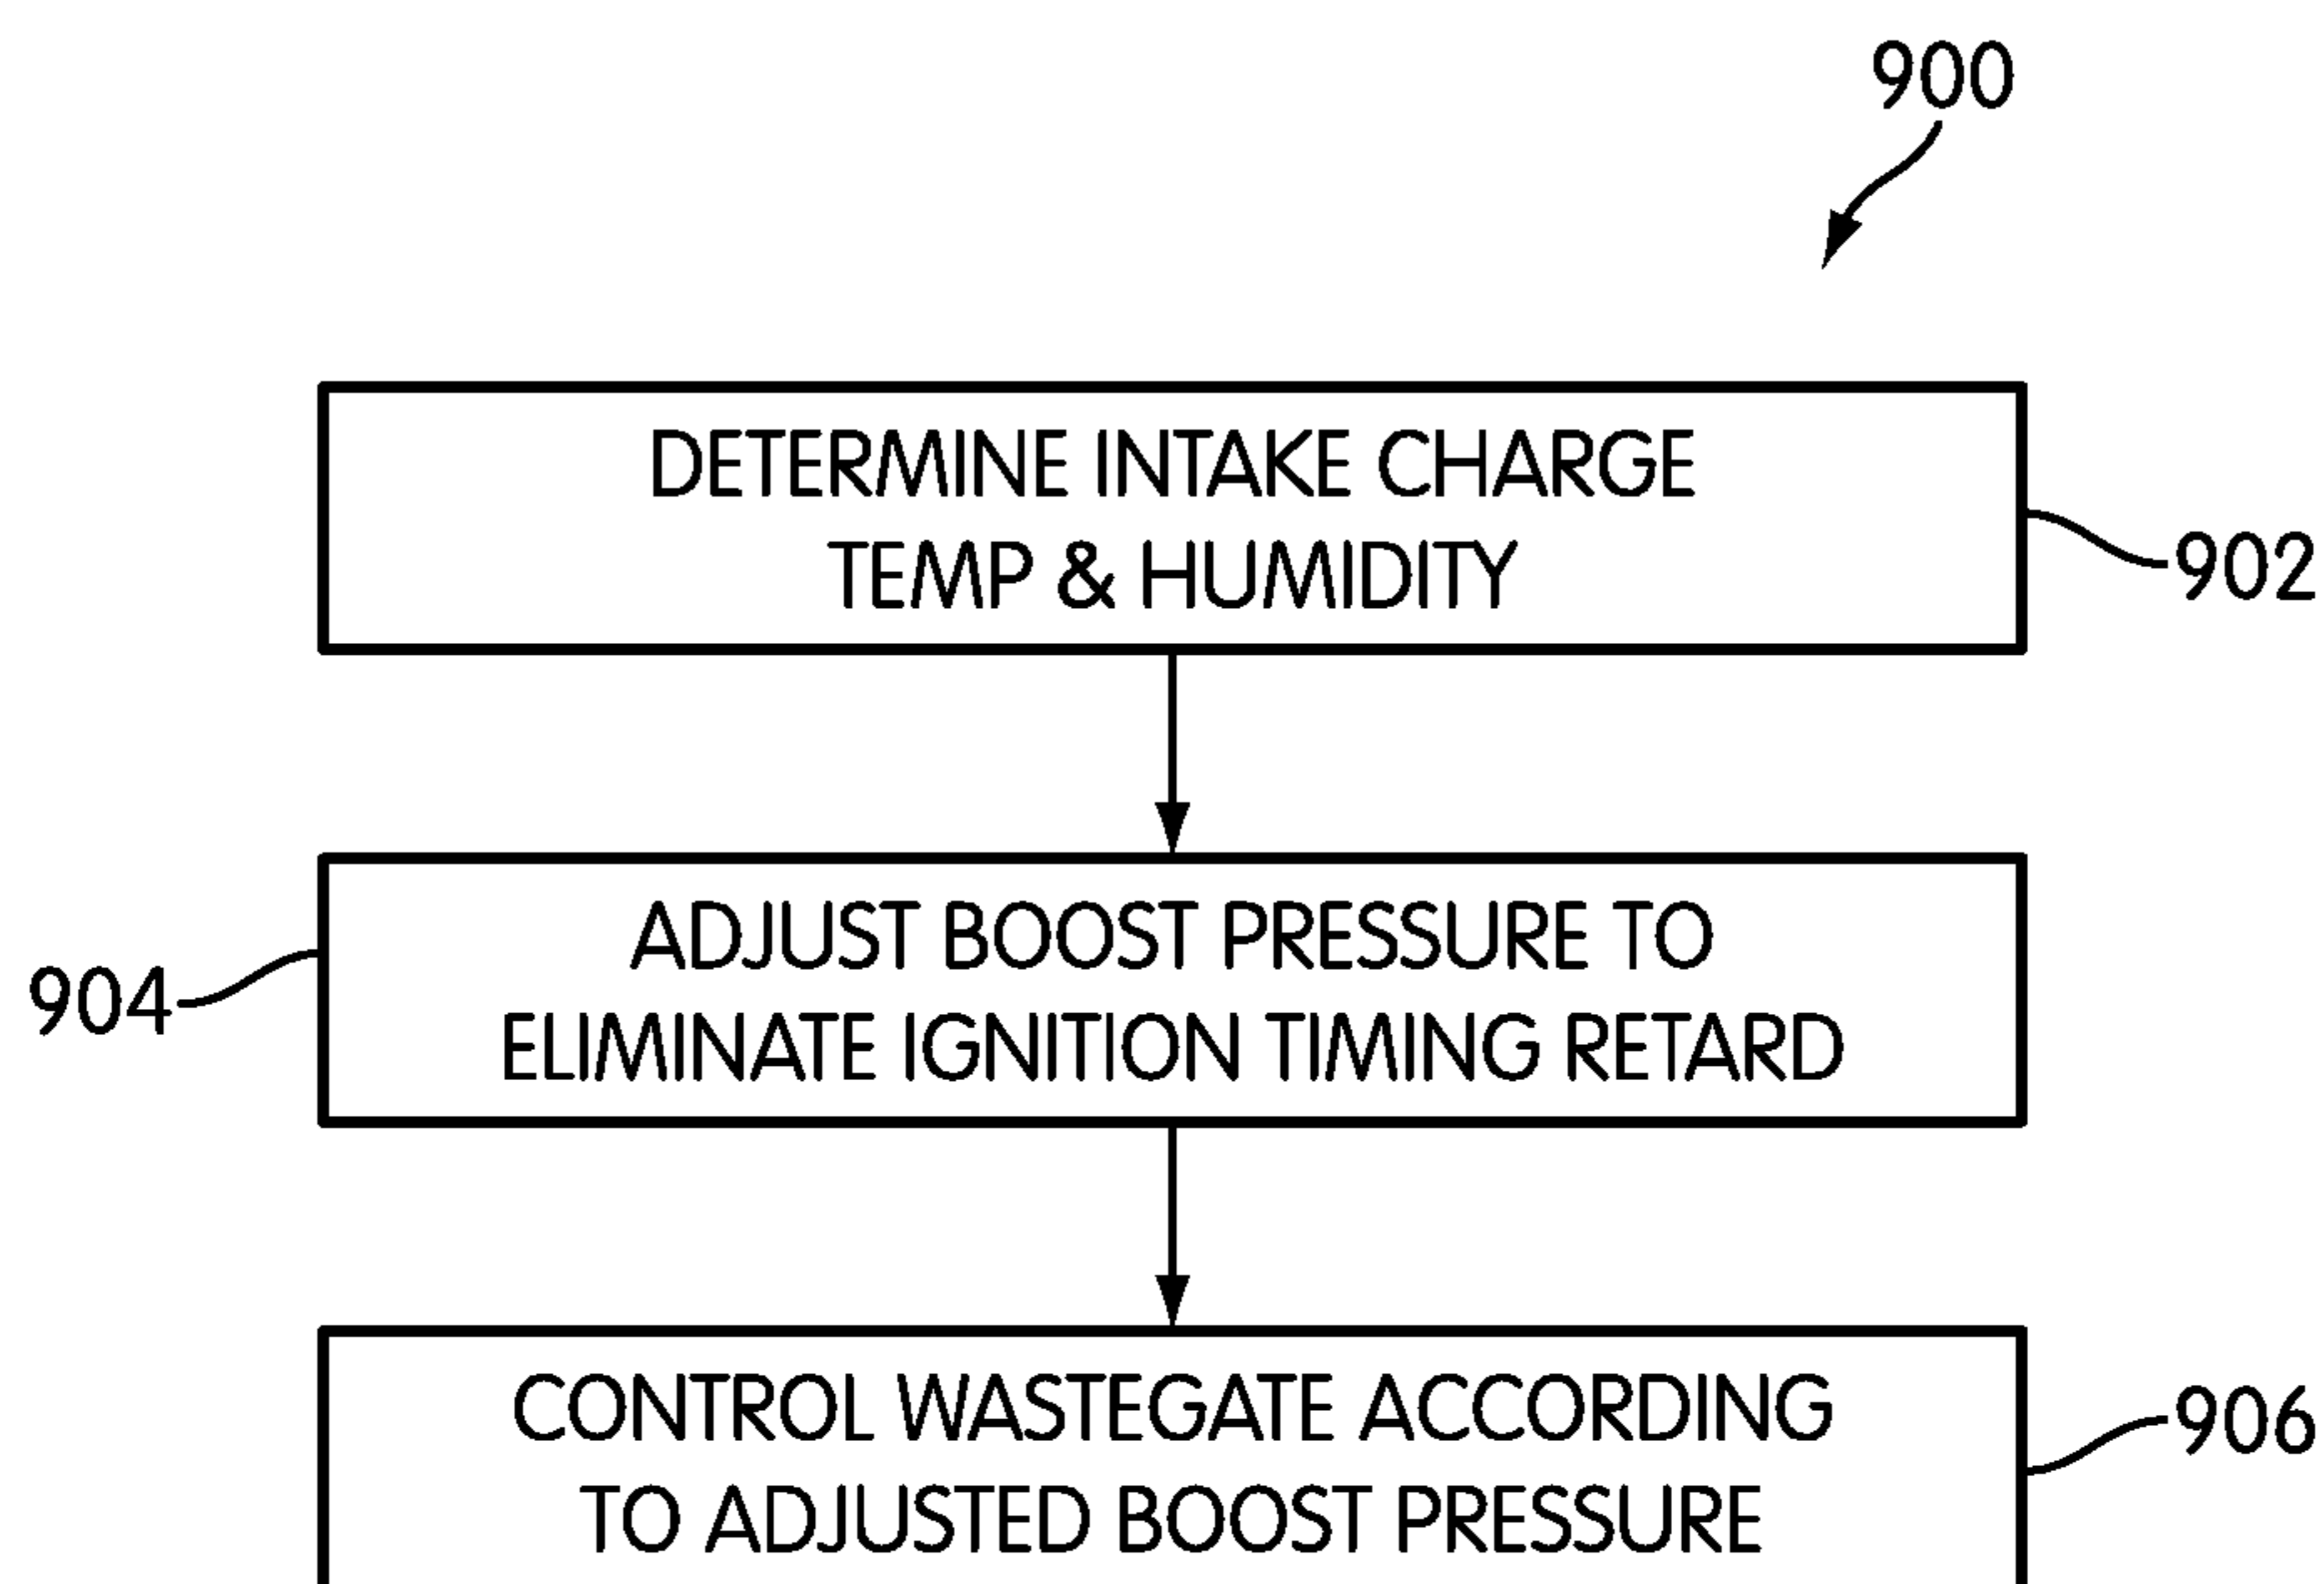 900
DETERMINE INTAKE CHARGE
TEMP & HUMIDITY
902
ADJUST BOOST PRESSURE TO
ELIMINATE IGNITION TIMING RETARD
904
CONTROL WASTEGATE ACCORDING
TO ADJUSTED BOOST PRESSURE
906